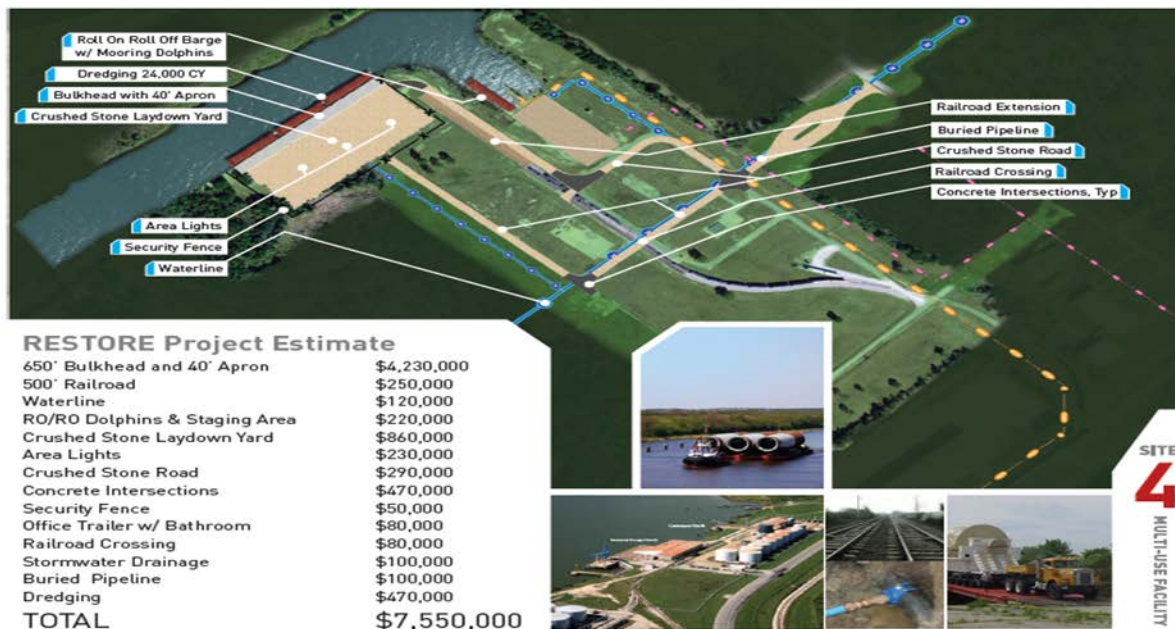 Roll On Roll Off Barge
w/ Mooring Dolphins
Dredging 24,000 CY
Bulkhead with 40' Apron
Crushed Stone Laydown Yard
Area Lights
Security Fence
Waterline
Railroad Extension
Buried Pipeline
Crushed Stone Road
Railroad Crossing
Concrete Intersections, Typ
RESTORE Project Estimate
650' Bulkhead and 40' Apron $4,230,000
500' Railroad $250,000
Waterline $120,000
RO/RO Dolphins & Staging Area $220,000
Crushed Stone Laydown Yard $860,000
Area Lights $230,000
Crushed Stone Road $290,000
Concrete Intersections $470,000
Security Fence $50,000
Office Trailer w/ Bathroom $80,000
Railroad Crossing $80,000
Stormwater Drainage $100,000
Buried Pipeline $100,000
Dredging $470,000
TOTAL $7,550,000
SITE
4
MULTI-USE FACILITY